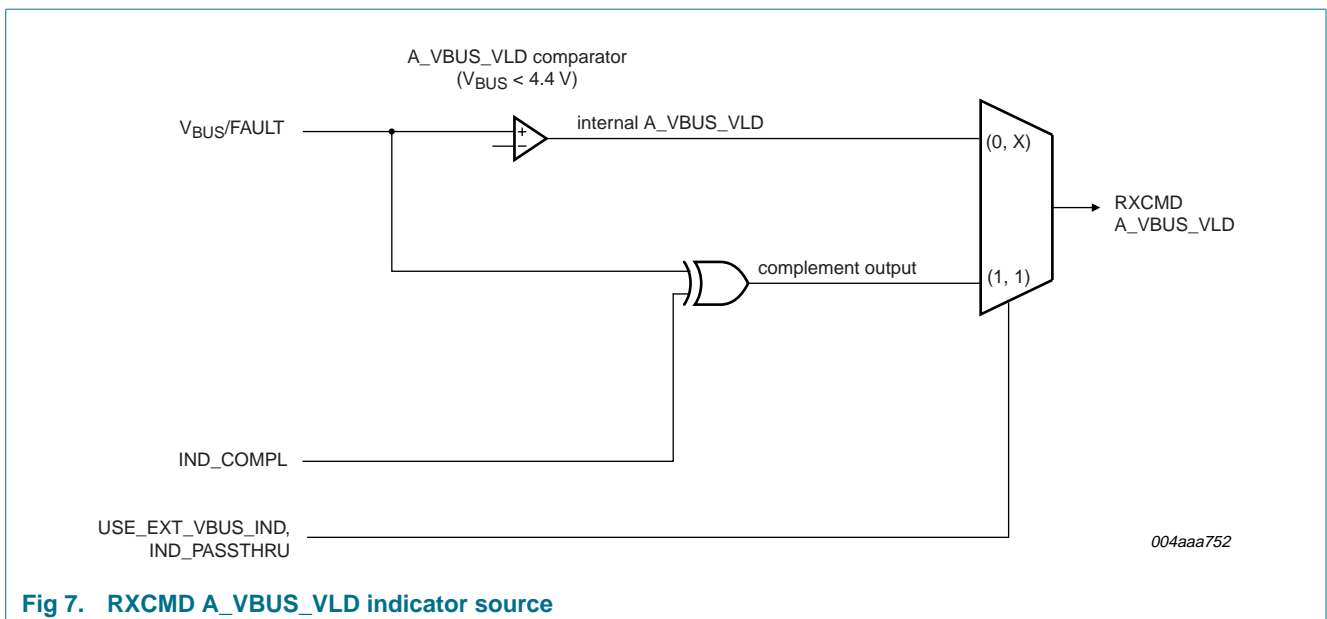 A_VBUS_VLD comparator
(VBUS < 4.4 V)
VBUS/FAULT
+
−
internal A_VBUS_VLD
(0, X)
RXCMD
A_VBUS_VLD
complement output
(1, 1)
IND_COMPL
USE_EXT_VBUS_IND,
IND_PASSTHRU
004aaa752
Fig 7. RXCMD A_VBUS_VLD indicator source